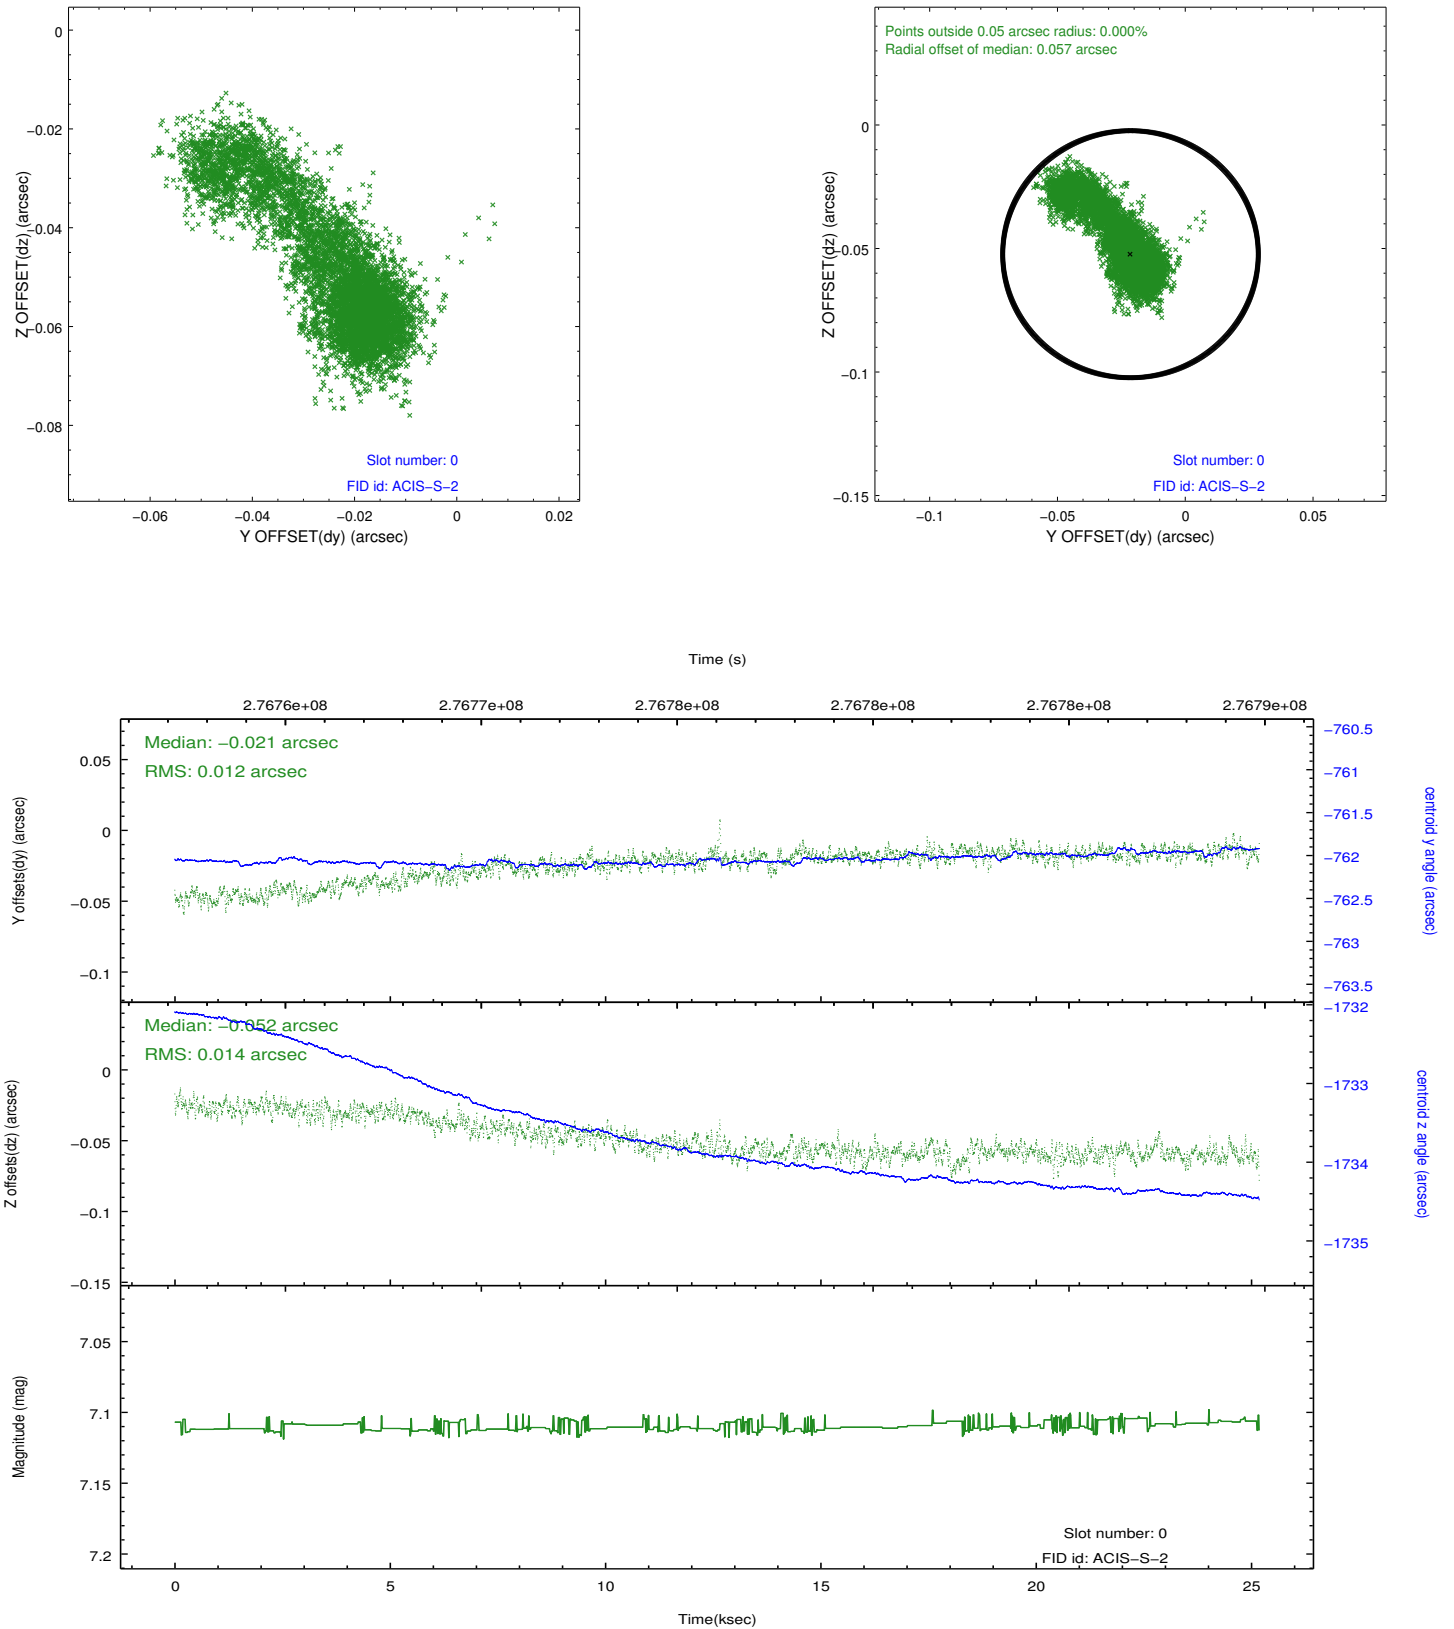 0
−0.02
−0.04
−0.06
−0.08
Z OFFSET(dz) (arcsec)
Slot number: 0
FID id: ACIS−S−2
−0.06
−0.04
−0.02
0
0.02
Y OFFSET(dy) (arcsec)
Points outside 0.05 arcsec radius: 0.000%
Radial offset of median: 0.057 arcsec
0
−0.05
−0.1
−0.15
Z OFFSET(dz) (arcsec)
Slot number: 0
FID id: ACIS−S−2
−0.1
−0.05
0
0.05
Y OFFSET(dy) (arcsec)
Time (s)
2.7676e+08
2.7677e+08
2.7678e+08
2.7678e+08
2.7678e+08
2.7679e+08
Median: −0.021 arcsec
RMS: 0.012 arcsec
0.05
0
−0.05
−0.1
Y offsets(dy) (arcsec)
−760.5
−761
−761.5
−762
−762.5
−763
−763.5
centroid y angle (arcsec)
Median: −0.052 arcsec
RMS: 0.014 arcsec
0
−0.05
−0.1
−0.15
Z offsets(dz) (arcsec)
−1732
−1733
−1734
−1735
centroid z angle (arcsec)
7.05
7.1
7.15
7.2
Magnitude (mag)
Slot number: 0
FID id: ACIS−S−2
0
5
10
15
20
25
Time(ksec)